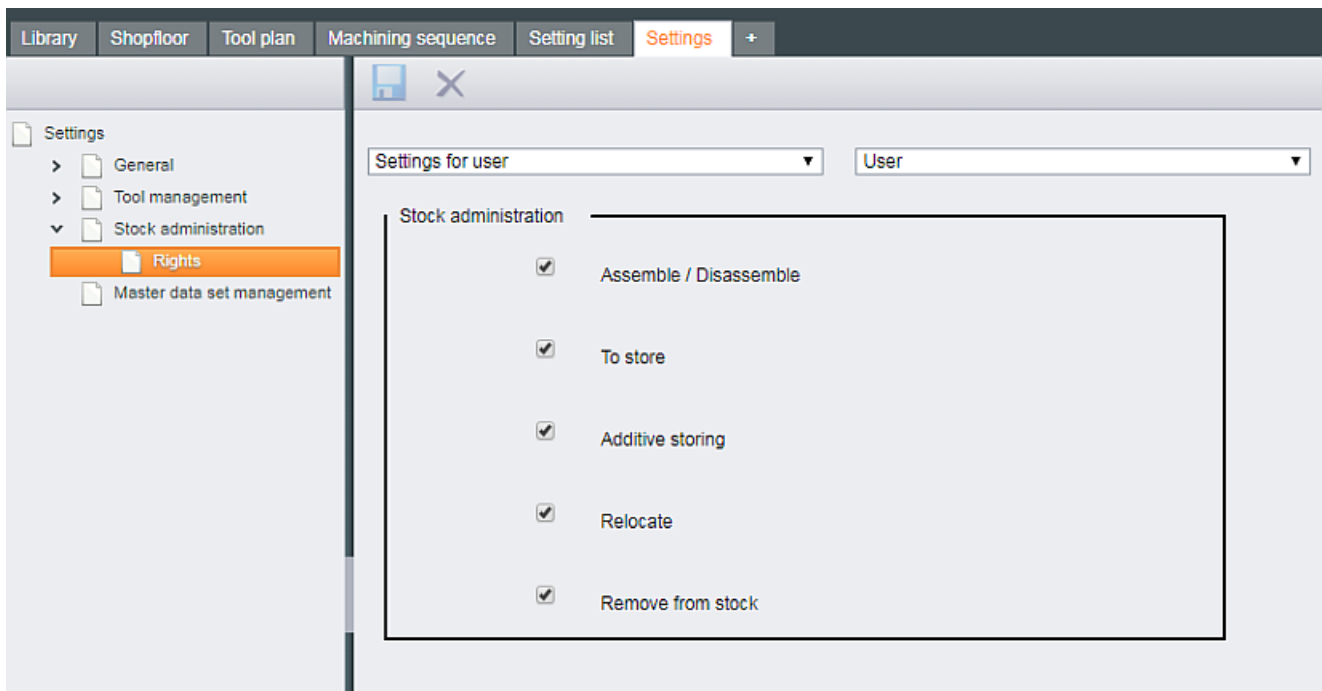 Library Shopfloor Tool plan Machining sequence Setting list Settings +
Settings
General
Tool management
Stock administration
Rights
Master data set management
Settings for user User
Stock administration
Assemble / Disassemble
To store
Additive storing
Relocate
Remove from stock